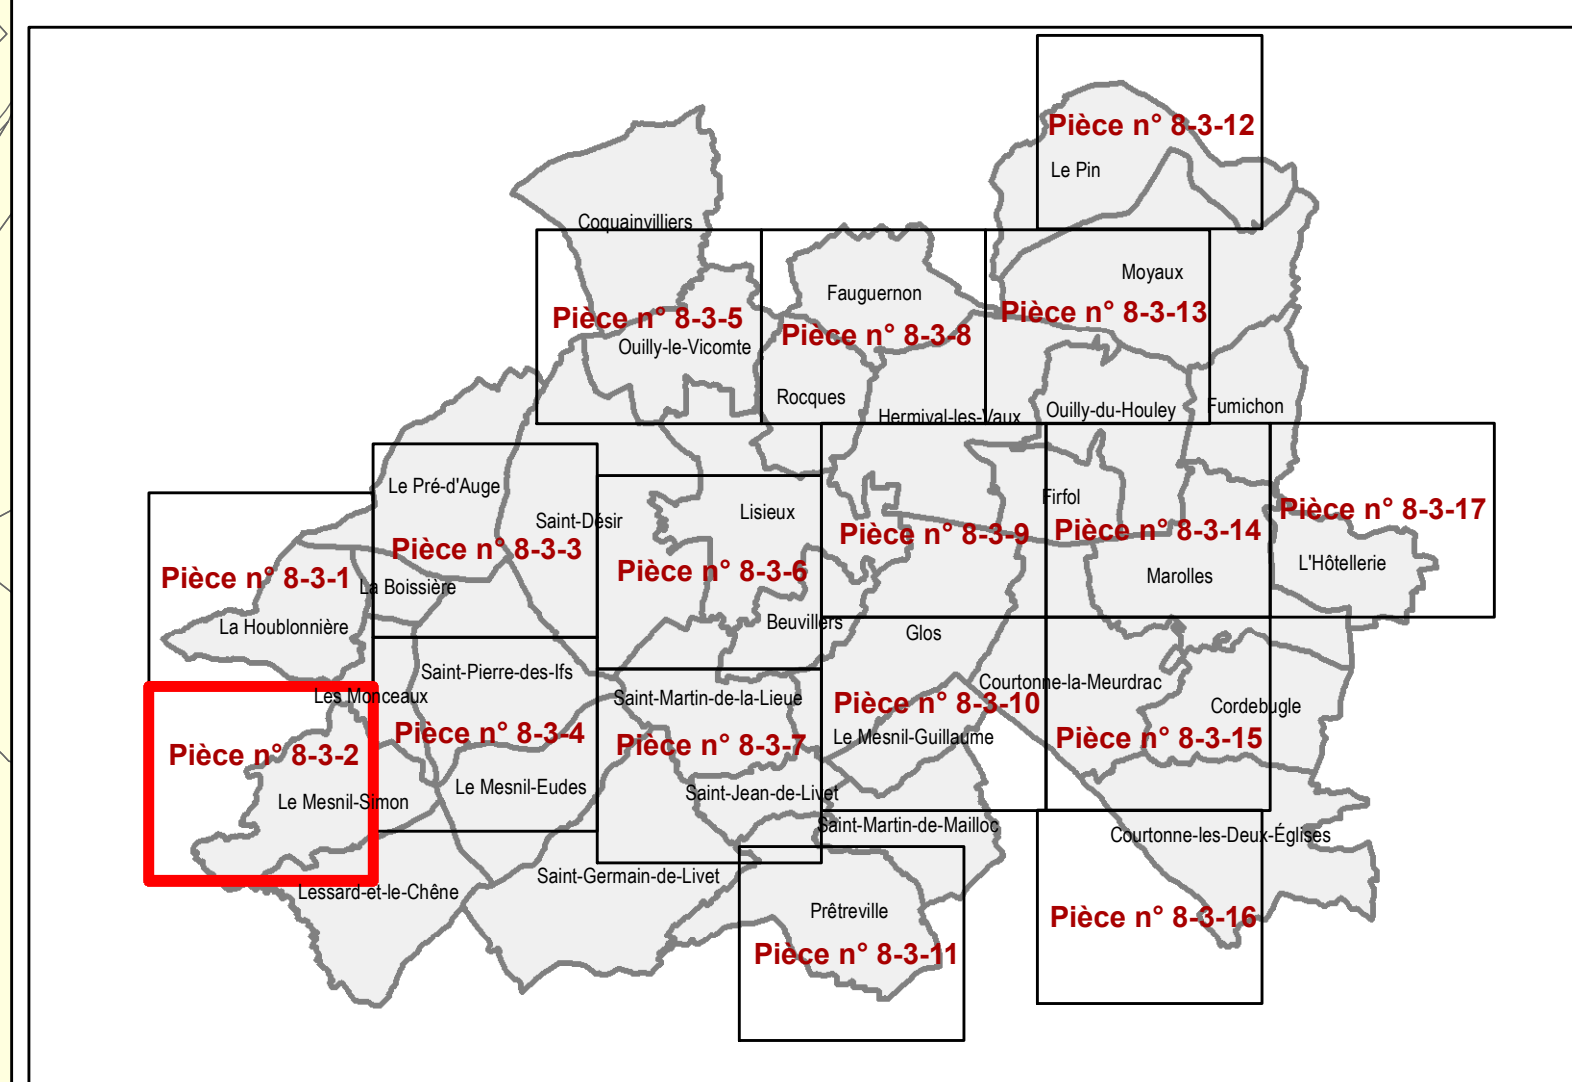 Pièce n° 8-3-12
Le Pin
Coquainvilliers
Moyaux
Fauguernon
Pièce n° 8-3-5
Pièce n° 8-3-13
Pièce n° 8-3-8
Ouilly-le-Vicomte
Rocques
Hermival-les-Vaux
Ouilly-du-Houley
Fumichon
Le Pré-d'Auge
Saint-Désir
Lisieux
Firfol
Pièce n° 8-3-17
Pièce n° 8-3-3
Pièce n° 8-3-9
Pièce n° 8-3-14
Pièce n° 8-3-1
La Boissière
Pièce n° 8-3-6
Marolles
L'Hôtellerie
La Houblonnière
Beuvillers
Glos
Saint-Pierre-des-Ifs
Les Monceaux
Saint-Martin-de-la-Lieue
Courtonne-la-Meurdrac
Pièce n° 8-3-10
Cordebugle
Pièce n° 8-3-4
Pièce n° 8-3-7
Le Mesnil-Guillaume
Pièce n° 8-3-15
Pièce n° 8-3-2
Le Mesnil-Simon
Le Mesnil-Eudes
Saint-Jean-de-Livet
Saint-Martin-de-Mailloc
Courtonne-les-Deux-Églises
Lessard-et-le-Chêne
Saint-Germain-de-Livet
Prêtreville
Pièce n° 8-3-16
Pièce n° 8-3-11